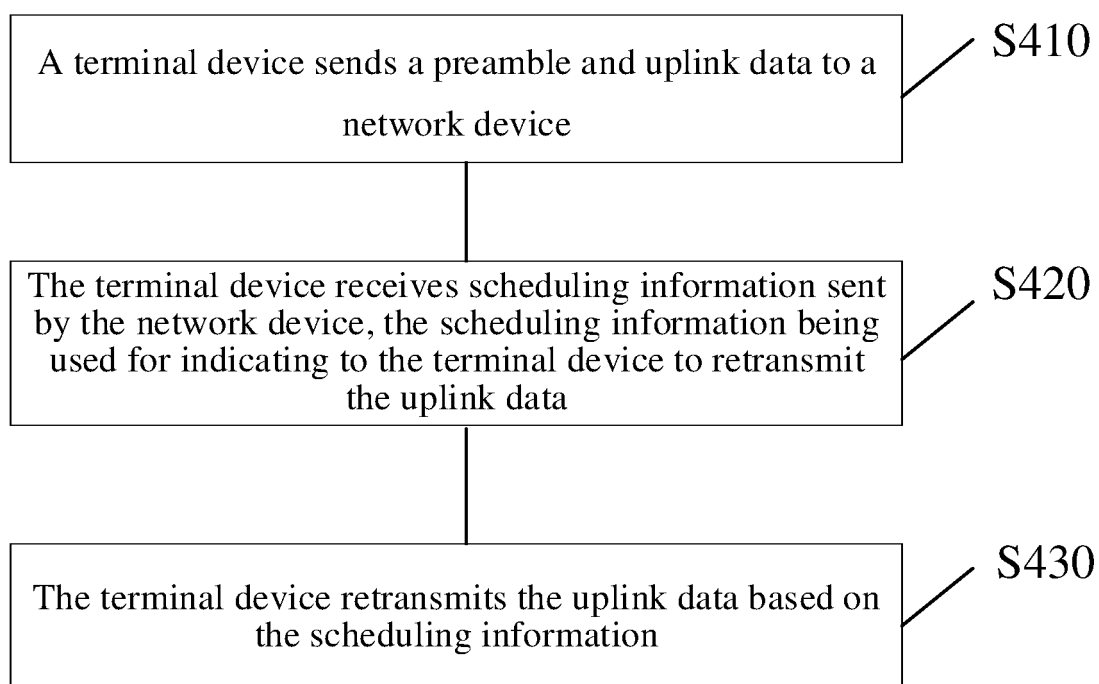 A terminal device sends a preamble and uplink data to a
network device
S410
The terminal device receives scheduling information sent
by the network device, the scheduling information being
used for indicating to the terminal device to retransmit
the uplink data
S420
The terminal device retransmits the uplink data based on
the scheduling information
S430